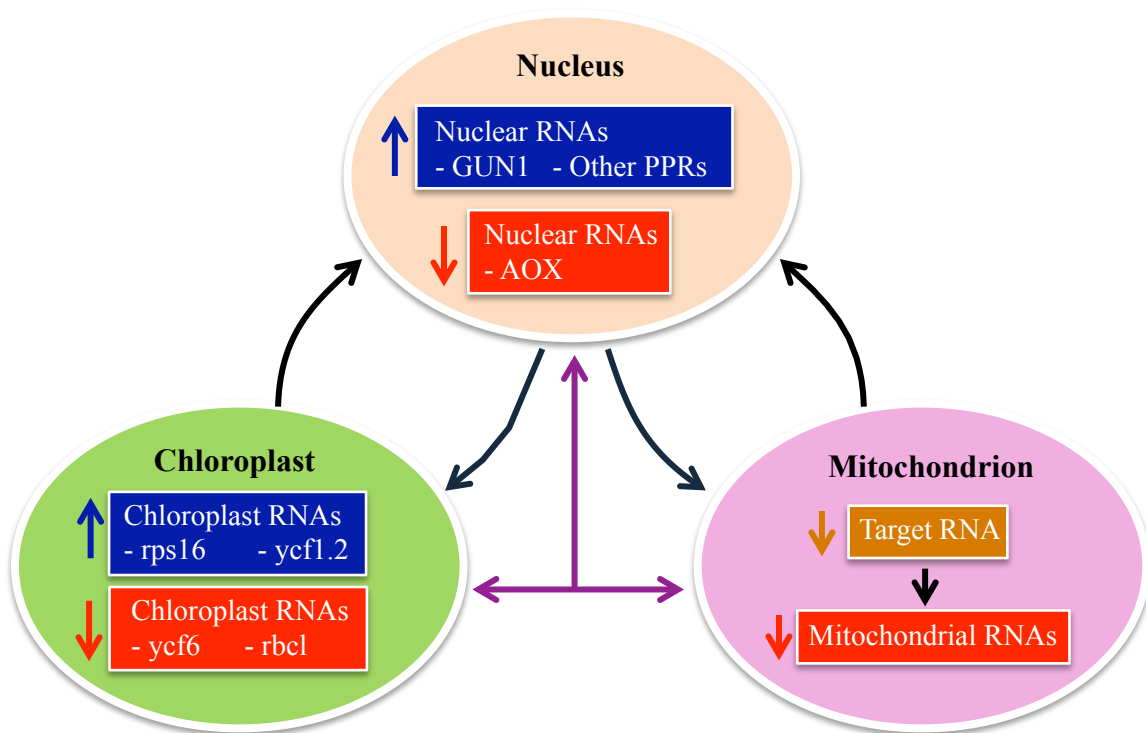 Nucleus
Nuclear RNAs
- GUN1 - Other PPRs
Nuclear RNAs
- AOX
Chloroplast
Chloroplast RNAs
- rps16 - ycf1.2
Chloroplast RNAs
- ycf6 - rbcl
Mitochondrion
Target RNA
Mitochondrial RNAs